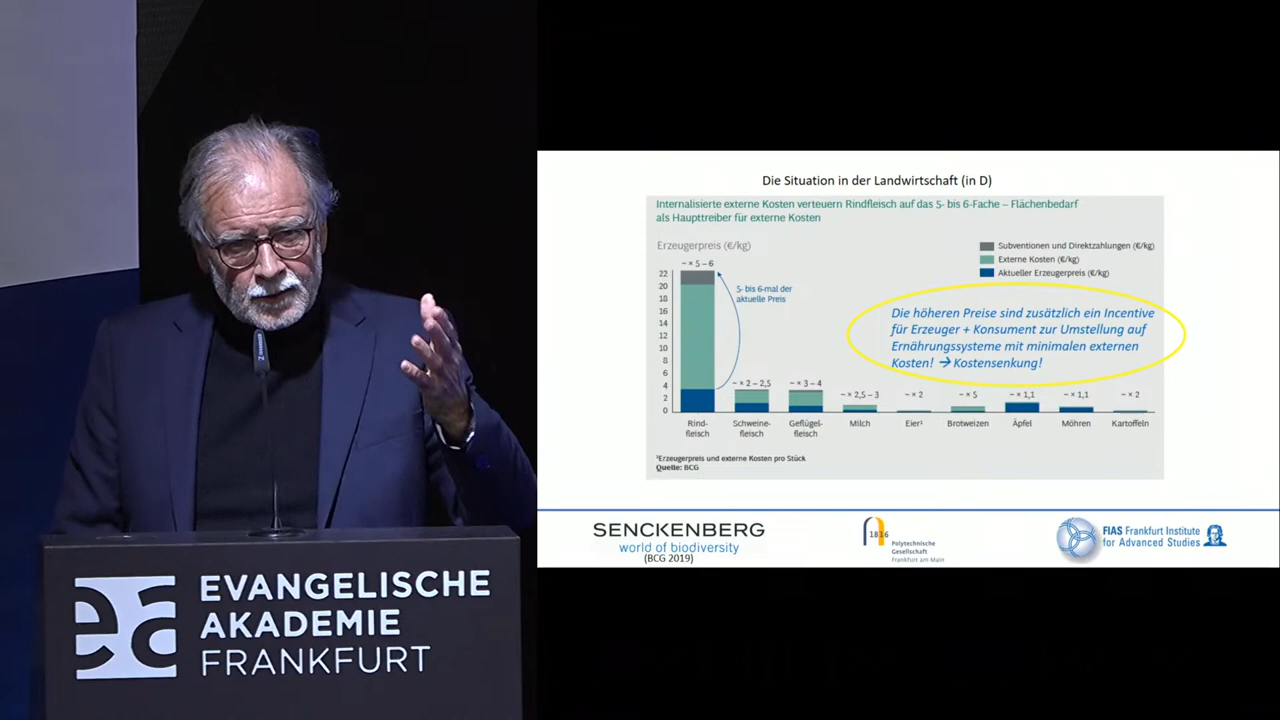 EVANGELISCHE
AKADEMIE
FRANKFURT
Die Situation in der Landwirtschaft (in D)
Internalisierte externe Kosten verteuern Rindfleisch auf das 5- bis 6-Fache – Flächenbedarf
als Haupttreiber für externe Kosten
Erzeugerpreis (€/kg)
Subventionen und Direktzahlungen (€/kg)
Externe Kosten (€/kg)
Aktueller Erzeugerpreis (€/kg)
~ × 5 – 6
22
20
18
16
14
12
10
8
6
4
2
0
5- bis 6-mal der
aktuelle Preis
Die höheren Preise sind zusätzlich ein Incentive
für Erzeuger + Konsument zur Umstellung auf
Ernährungssysteme mit minimalen externen
Kosten! → Kostensenkung!
~ × 2 – 2,5
~ × 3 – 4
~ × 2,5 – 3
~ × 2
~ × 5
~ × 1,1
~ × 1,1
~ × 2
Rind-
fleisch
Schweine-
fleisch
Geflügel-
fleisch
Milch
Eier¹
Brotweizen
Äpfel
Möhren
Kartoffeln
¹Erzeugerpreis und externe Kosten pro Stück
Quelle: BCG
SENCKENBERG
world of biodiversity
(BCG 2019)
1816
Polytechnische
Gesellschaft
Frankfurt am Main
FIAS Frankfurt Institute
for Advanced Studies